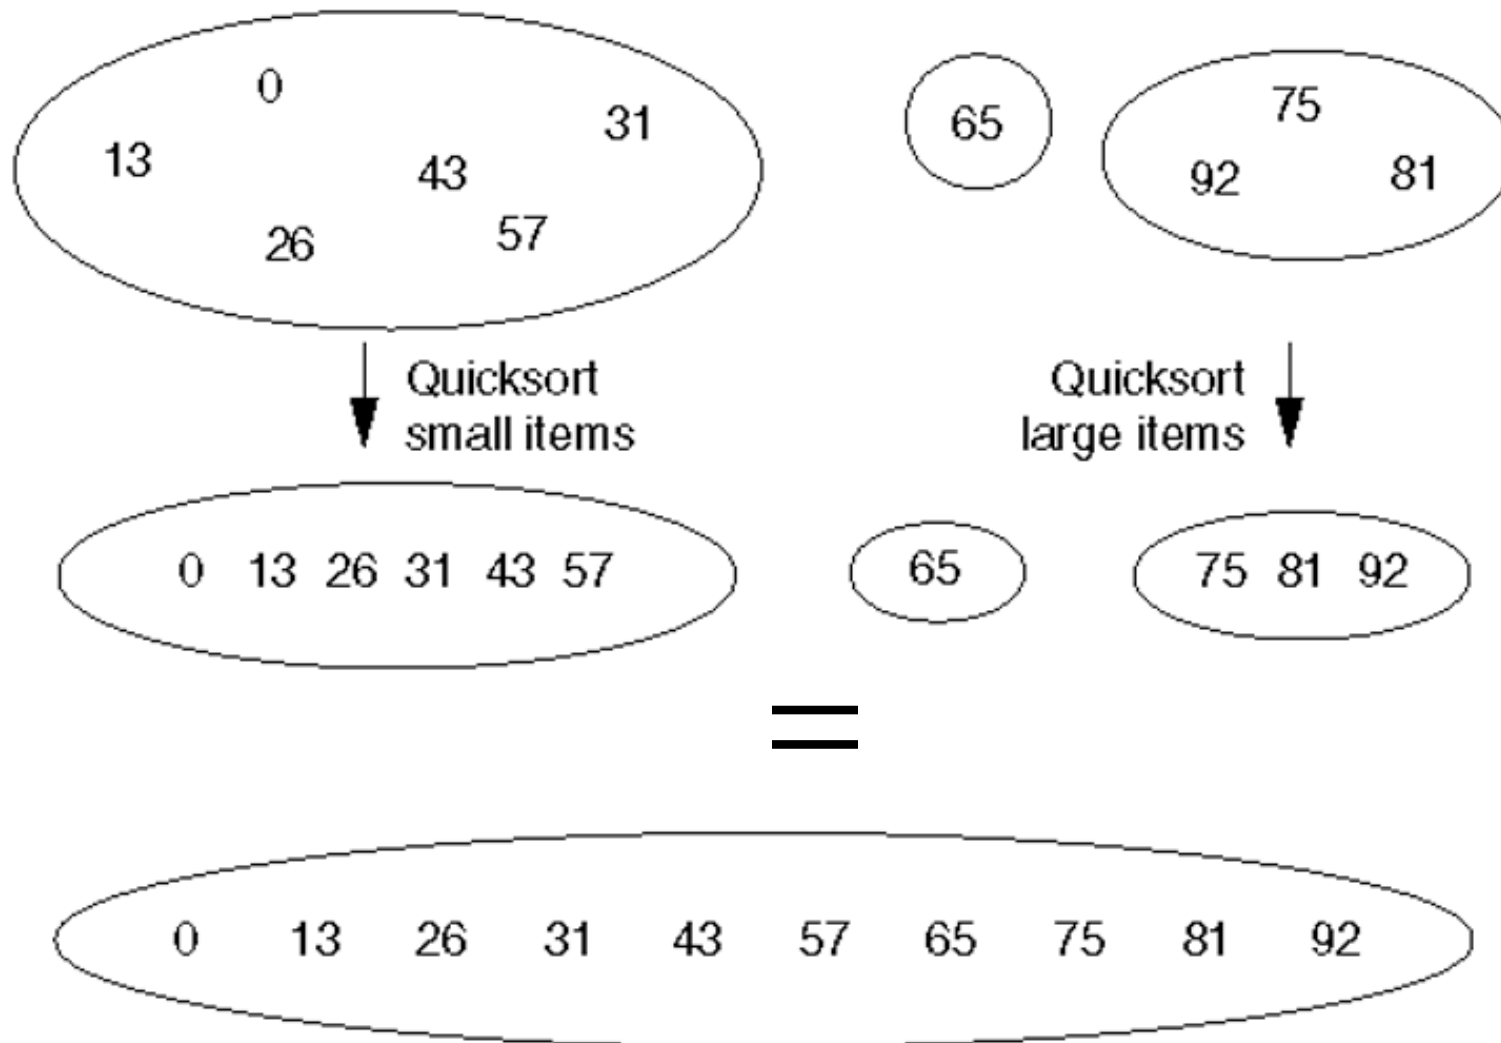 0
31
13
43
26
57
65
75
92
81
Quicksort
small items
Quicksort
large items
0 13 26 31 43 57
65
75 81 92
=
0 13 26 31 43 57 65 75 81 92